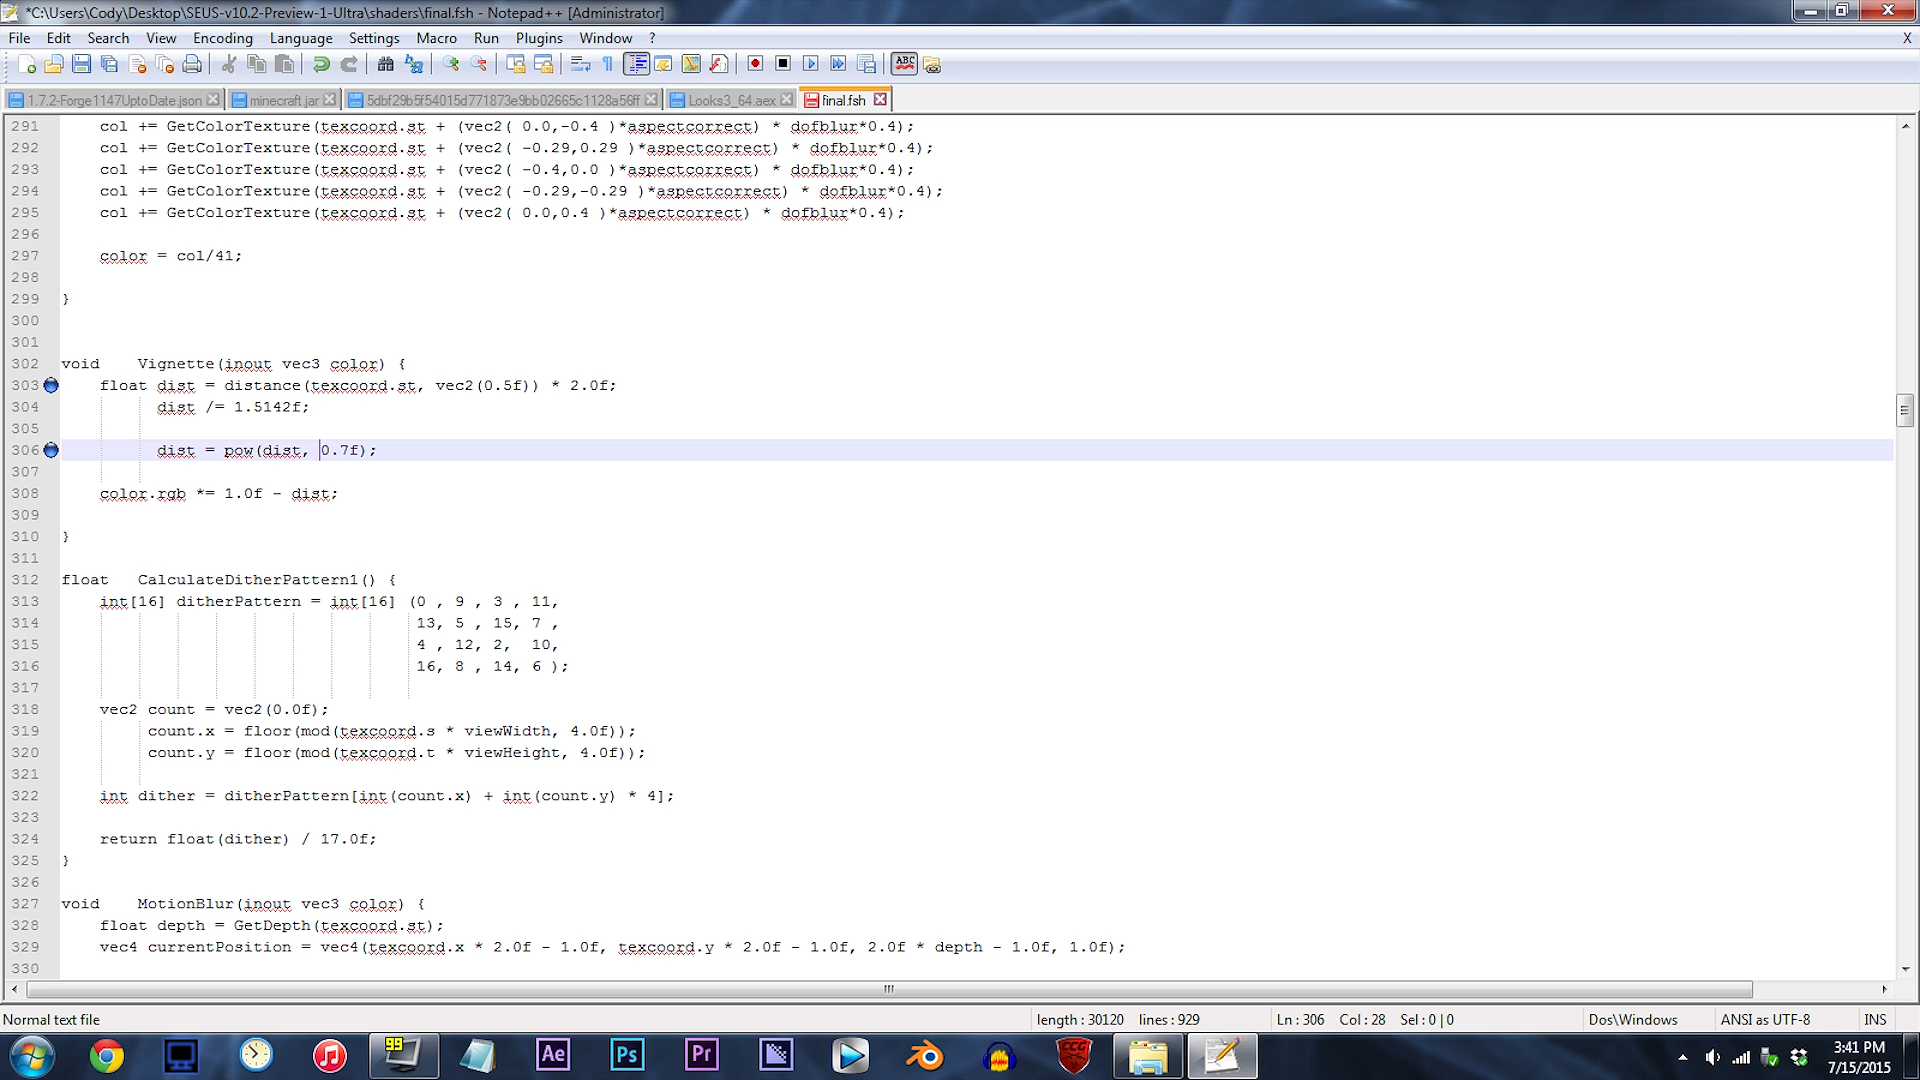 *C:\Users\Cody\Desktop\SEUS-v10.2-Preview-1-Ultra\shaders\final.fsh - Notepad++ [Administrator]
File Edit Search View Encoding Language Settings Macro Run Plugins Window ? X
ABC
1.7.2-Forge1147UptoDate.json minecraft.jar 5dbf29b5f54015d771873e9bb02665c1128a56ff Looks3_64.aex final.fsh
291 col += GetColorTexture(texcoord.st + (vec2( 0.0,-0.4 )*aspectcorrect) * dofblur*0.4);
292 col += GetColorTexture(texcoord.st + (vec2( -0.29,0.29 )*aspectcorrect) * dofblur*0.4);
293 col += GetColorTexture(texcoord.st + (vec2( -0.4,0.0 )*aspectcorrect) * dofblur*0.4);
294 col += GetColorTexture(texcoord.st + (vec2( -0.29,-0.29 )*aspectcorrect) * dofblur*0.4);
295 col += GetColorTexture(texcoord.st + (vec2( 0.0,0.4 )*aspectcorrect) * dofblur*0.4);
296
297 color = col/41;
298
299 }
300
301
302 void Vignette(inout vec3 color) {
303 float dist = distance(texcoord.st, vec2(0.5f)) * 2.0f;
304 dist /= 1.5142f;
305
306 dist = pow(dist, 0.7f);
307
308 color.rgb *= 1.0f - dist;
309
310 }
311
312 float CalculateDitherPattern1() {
313 int[16] ditherPattern = int[16] (0 , 9 , 3 , 11,
314 13, 5 , 15, 7 ,
315 4 , 12, 2, 10,
316 16, 8 , 14, 6 );
317
318 vec2 count = vec2(0.0f);
319 count.x = floor(mod(texcoord.s * viewWidth, 4.0f));
320 count.y = floor(mod(texcoord.t * viewHeight, 4.0f));
321
322 int dither = ditherPattern[int(count.x) + int(count.y) * 4];
323
324 return float(dither) / 17.0f;
325 }
326
327 void MotionBlur(inout vec3 color) {
328 float depth = GetDepth(texcoord.st);
329 vec4 currentPosition = vec4(texcoord.x * 2.0f - 1.0f, texcoord.y * 2.0f - 1.0f, 2.0f * depth - 1.0f, 1.0f);
330
Normal text file length : 30120 lines : 929 Ln : 306 Col : 28 Sel : 0 | 0 Dos\Windows ANSI as UTF-8 INS
99 Ae Ps Pr CCG 3:41 PM
7/15/2015